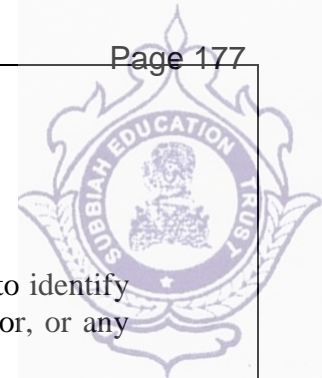 Page 177
SUBBIAH EDUCATION TRUST
to identify
or, or any